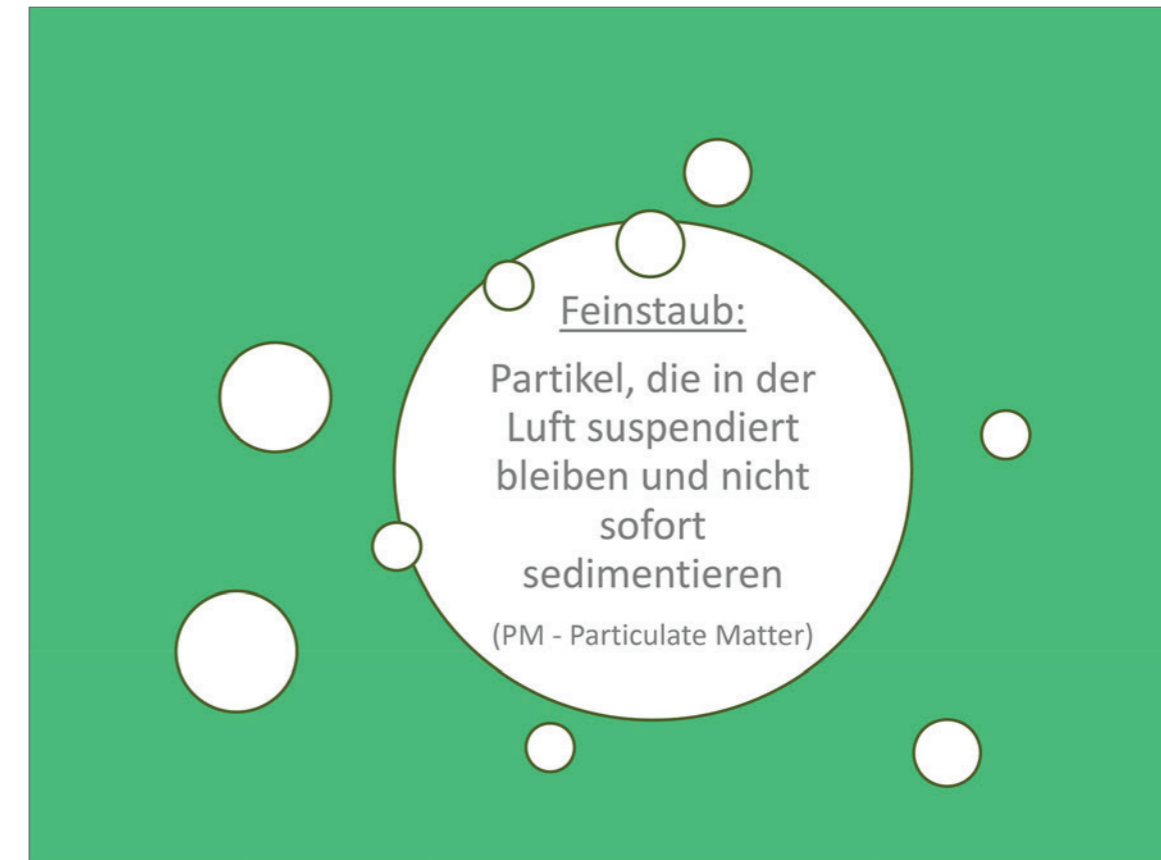 Feinstaub:
Partikel, die in der
Luft suspendiert
bleiben und nicht
sofort
sedimentieren
(PM - Particulate Matter)